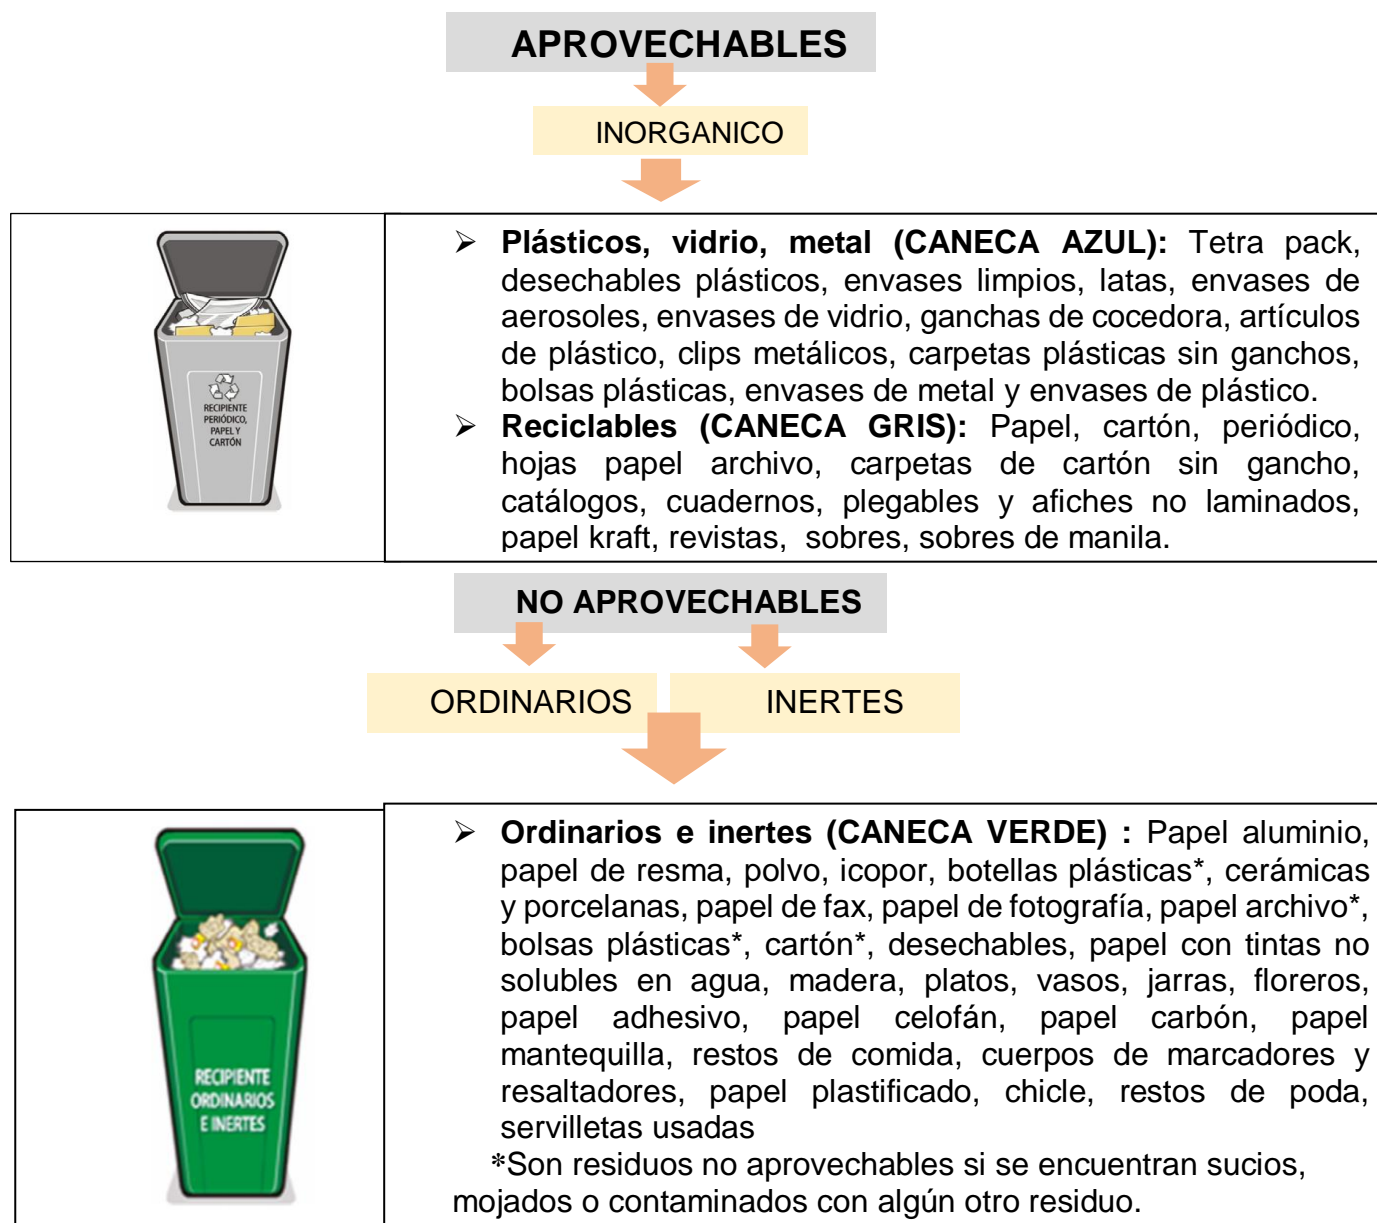 APROVECHABLES
INORGANICO
RECIPIENTE
PERIÓDICO,
PAPEL Y
CARTÓN
➢ Plásticos, vidrio, metal (CANECA AZUL): Tetra pack,
desechables plásticos, envases limpios, latas, envases de
aerosoles, envases de vidrio, ganchas de cocedora, artículos
de plástico, clips metálicos, carpetas plásticas sin ganchos,
bolsas plásticas, envases de metal y envases de plástico.
➢ Reciclables (CANECA GRIS): Papel, cartón, periódico,
hojas papel archivo, carpetas de cartón sin gancho,
catálogos, cuadernos, plegables y afiches no laminados,
papel kraft, revistas, sobres, sobres de manila.
NO APROVECHABLES
ORDINARIOS INERTES
RECIPIENTE
ORDINARIOS
E INERTES
➢ Ordinarios e inertes (CANECA VERDE) : Papel aluminio,
papel de resma, polvo, icopor, botellas plásticas*, cerámicas
y porcelanas, papel de fax, papel de fotografía, papel archivo*,
bolsas plásticas*, cartón*, desechables, papel con tintas no
solubles en agua, madera, platos, vasos, jarras, floreros,
papel adhesivo, papel celofán, papel carbón, papel
mantequilla, restos de comida, cuerpos de marcadores y
resaltadores, papel plastificado, chicle, restos de poda,
servilletas usadas
*Son residuos no aprovechables si se encuentran sucios,
mojados o contaminados con algún otro residuo.